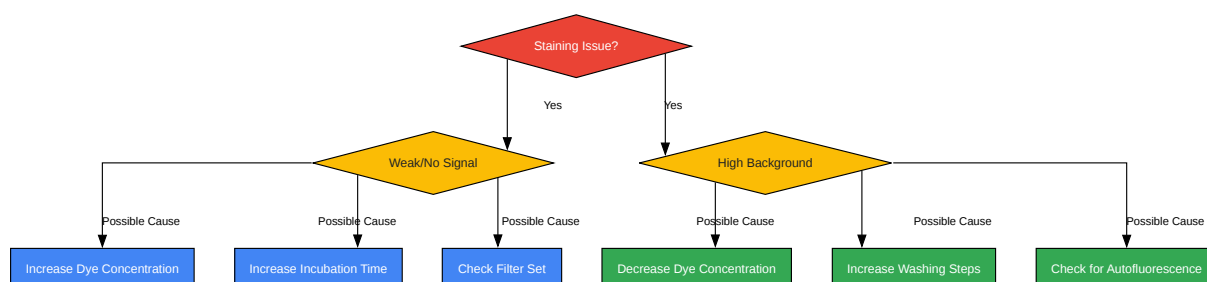 Staining Issue?
Yes
Yes
Weak/No Signal
High Background
Possible Cause
Possible Cause
Possible Cause
Possible Cause
Possible Cause
Possible Cause
Increase Dye Concentration
Increase Incubation Time
Check Filter Set
Decrease Dye Concentration
Increase Washing Steps
Check for Autofluorescence